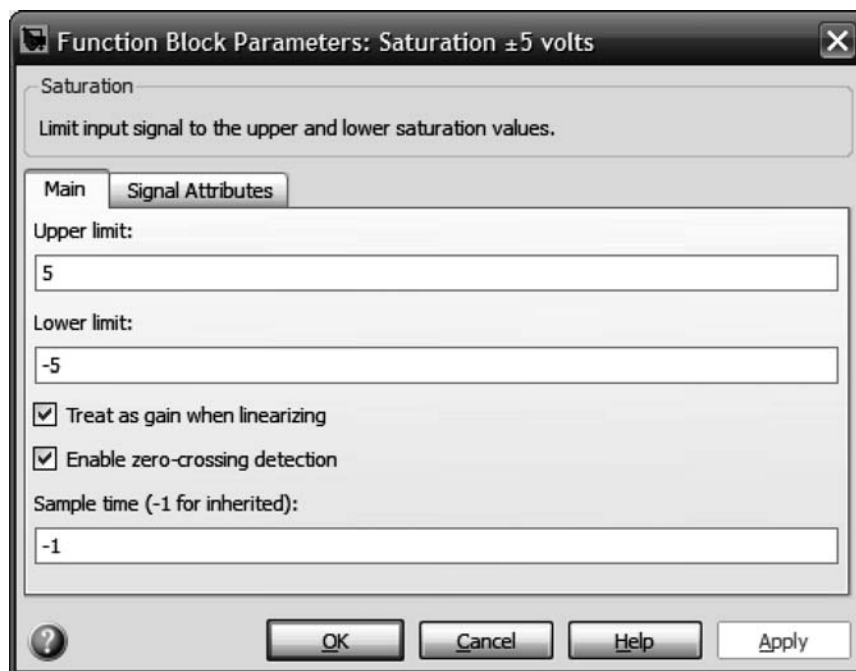 Function Block Parameters: Saturation ±5 volts
Saturation
Limit input signal to the upper and lower saturation values.
Main Signal Attributes
Upper limit:
5
Lower limit:
-5
Treat as gain when linearizing
Enable zero-crossing detection
Sample time (-1 for inherited):
-1
? OK Cancel Help Apply